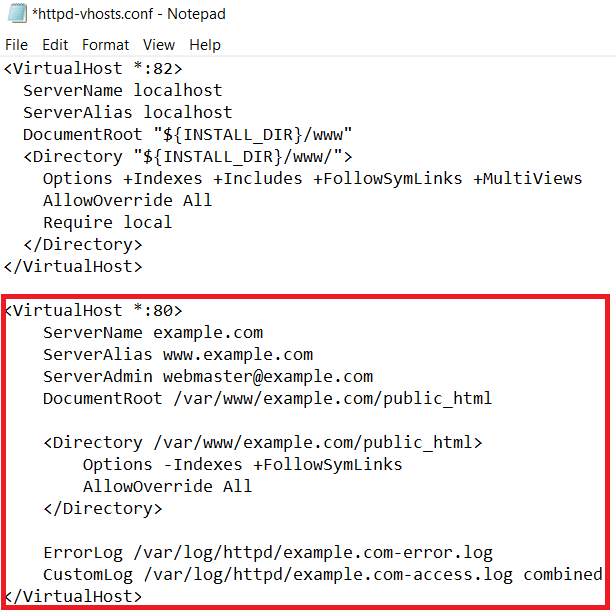 *httpd-vhosts.conf - Notepad
File Edit Format View Help
<VirtualHost *:82>
  ServerName localhost
  ServerAlias localhost
  DocumentRoot "${INSTALL_DIR}/www"
  <Directory "${INSTALL_DIR}/www/">
    Options +Indexes +Includes +FollowSymLinks +MultiViews
    AllowOverride All
    Require local
  </Directory>
</VirtualHost>
<VirtualHost *:80>
    ServerName example.com
    ServerAlias www.example.com
    ServerAdmin webmaster@example.com
    DocumentRoot /var/www/example.com/public_html
    <Directory /var/www/example.com/public_html>
        Options -Indexes +FollowSymLinks
        AllowOverride All
    </Directory>
    ErrorLog /var/log/httpd/example.com-error.log
    CustomLog /var/log/httpd/example.com-access.log combined
</VirtualHost>